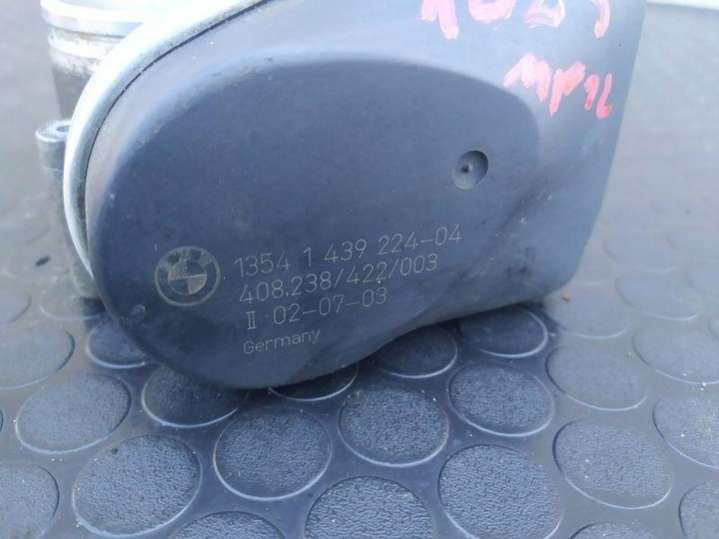 1354 1 439 224-04
408.238/422/003
II 02-07-03
Germany